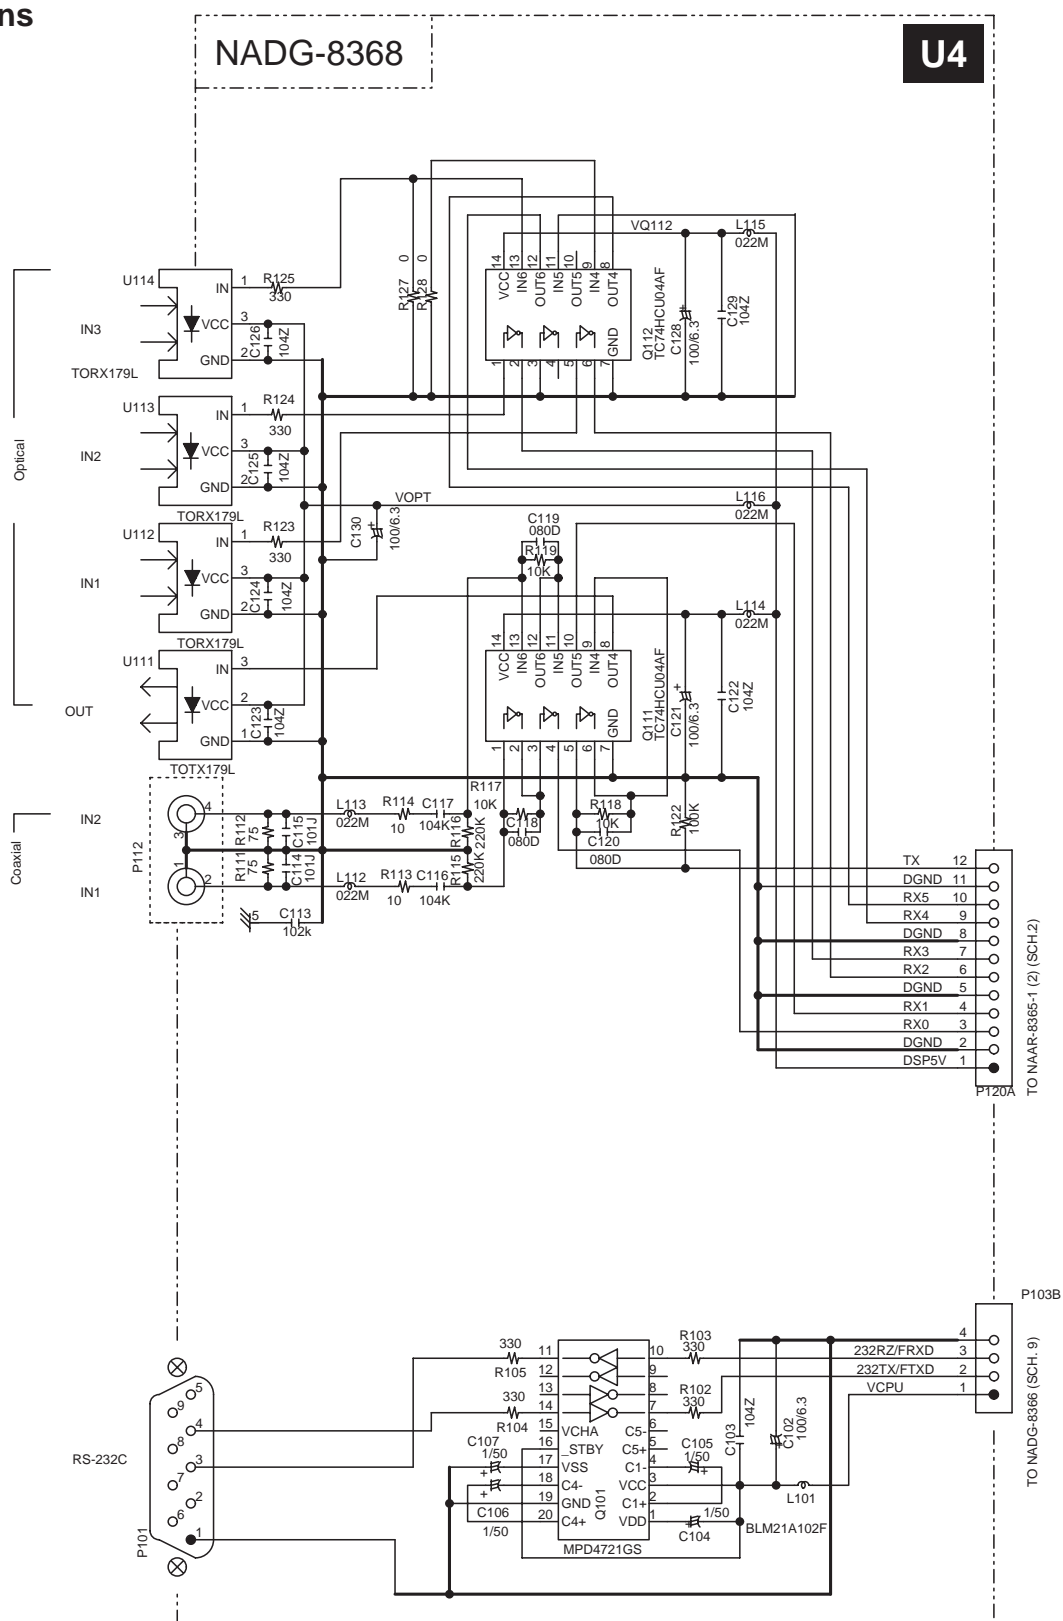 ns
NADG-8368
U4
Optical
U114
IN3
TORX179L
IN
VCC
GND
1
3
2
R125
330
C126
104Z
R127 0
R128 0
VCC
IN6
OUT6
IN5
OUT5
IN4
OUT4
GND
14
13
12
11
10
9
8
1
2
3
4
5
6
7
Q112
TC74HCU04AF
VQ112
C128
100/6.3
C129
104Z
L115
022M
U113
IN2
TORX179L
IN
VCC
GND
1
3
2
R124
330
C125
104Z
VOPT
C130
100/6.3
L116
022M
U112
IN1
TORX179L
IN
VCC
GND
1
3
2
R123
330
C124
104Z
C119
080D
R119
10K
L114
022M
U111
OUT
TOTX179L
IN
VCC
GND
3
2
1
C123
104Z
VCC
IN6
OUT6
IN5
OUT5
IN4
OUT4
GND
14
13
12
11
10
9
8
1
2
3
4
5
6
7
Q111
TC74HCU04AF
C121
100/6.3
C122
104Z
Coaxial
IN2
IN1
P112
4
3
1
2
R112
75
C115
101J
R111
75
C114
101J
L113
022M
R114
10
C117
104K
R116
220K
L112
022M
R113
10
C116
104K
R115
220K
R117
10K
C118
080D
R118
10K
C120
080D
R122
100K
5
C113
102k
TX 12
DGND 11
RX5 10
RX4 9
DGND 8
RX3 7
RX2 6
DGND 5
RX1 4
RX0 3
DGND 2
DSP5V 1
P120A
TO NAAR-8365-1 (2) (SCH.2)
RS-232C
P101
5
9
4
8
3
7
2
6
1
330
R105
330
R104
C107
1/50
C106
1/50
11
12
13
14
15 VCHA
16 _STBY
17 VSS
18 C4-
19 GND
20 C4+
10
9
8
7
C5- 6
C5+ 5
C1- 4
VCC 3
C1+ 2
VDD 1
Q101
MPD4721GS
R103
330
R102
330
C105
1/50
1/50
C104
C103
104Z
C102
100/6.3
L101
BLM21A102F
P103B
4
232RZ/FRXD 3
232TX/FTXD 2
VCPU 1
TO NADG-8366 (SCH. 9)